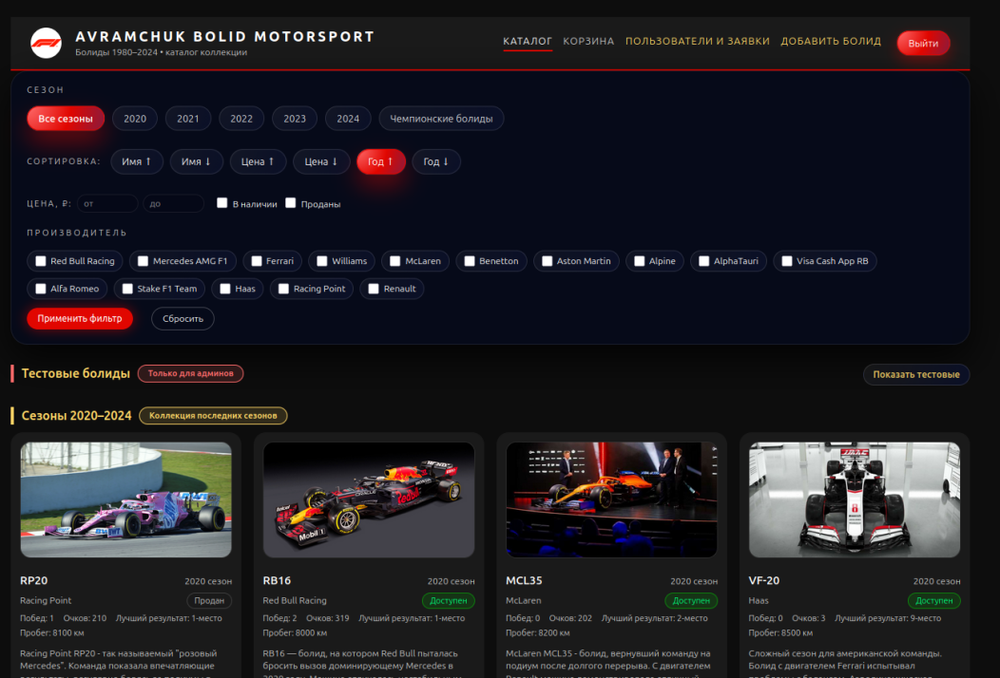 AVRAMCHUK BOLID MOTORSPORT
Болиды 1980–2024 • каталог коллекции
КАТАЛОГ КОРЗИНА ПОЛЬЗОВАТЕЛИ И ЗАЯВКИ ДОБАВИТЬ БОЛИД Выйти
СЕЗОН
Все сезоны 2020 2021 2022 2023 2024 Чемпионские болиды
СОРТИРОВКА: Имя ↑ Имя ↓ Цена ↑ Цена ↓ Год ↑ Год ↓
ЦЕНА, ₽: от до В наличии Проданы
ПРОИЗВОДИТЕЛЬ
Red Bull Racing Mercedes AMG F1 Ferrari Williams McLaren Benetton Aston Martin Alpine AlphaTauri Visa Cash App RB
Alfa Romeo Stake F1 Team Haas Racing Point Renault
Применить фильтр Сбросить
Тестовые болиды Только для админов Показать тестовые
Сезоны 2020–2024 Коллекция последних сезонов
RP20 2020 сезон
Racing Point Продан
Побед: 1 Очков: 210 Лучший результат: 1-место
Пробег: 8100 км
Racing Point RP20 - так называемый "розовый
Mercedes". Команда показала впечатляющие
RB16 2020 сезон
Red Bull Racing Доступен
Побед: 2 Очков: 319 Лучший результат: 1-место
Пробег: 8000 км
RB16 — болид, на котором Red Bull пыталась
бросить вызов доминирующему Mercedes в
MCL35 2020 сезон
McLaren Доступен
Побед: 0 Очков: 202 Лучший результат: 2-место
Пробег: 8200 км
McLaren MCL35 - болид, вернувший команду на
подиум после долгого перерыва. С двигателем
VF-20 2020 сезон
Haas Доступен
Побед: 0 Очков: 3 Лучший результат: 9-место
Пробег: 8500 км
Сложный сезон для американской команды.
Болид с двигателем Ferrari испытывал